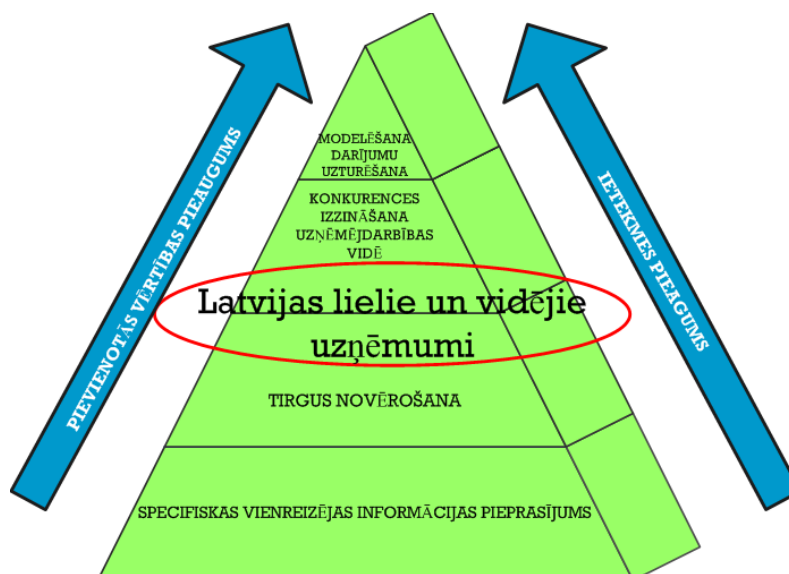 MODELĒŠANA
DARĪJUMU
UZTURĒŠANA
KONKURENCES
IZZINĀŠANA
UZŅĒMĒJDARBĪBAS
VIDĒ
Latvijas lielie un vidējie
uzņēmumi
TIRGUS NOVĒROŠANA
SPECIFISKAS VIENREIZĒJAS INFORMĀCIJAS PIEPRASĪJUMS
PIEVIENOTĀS VĒRTĪBAS PIEAUGUMS
IETEKMES PIEAGUMS